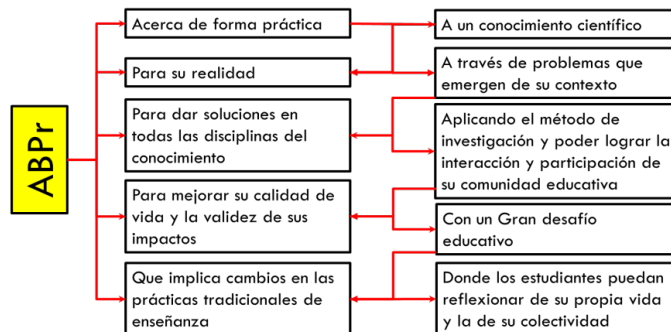 ABPr
Acerca de forma práctica
A un conocimiento científico
Para su realidad
A través de problemas que
emergen de su contexto
Para dar soluciones en
todas las disciplinas del
conocimiento
Aplicando el método de
investigación y poder lograr la
interacción y participación de
su comunidad educativa
Para mejorar su calidad de
vida y la validez de sus
impactos
Con un Gran desafío
educativo
Que implica cambios en las
prácticas tradicionales de
enseñanza
Donde los estudiantes puedan
reflexionar de su propia vida
y la de su colectividad